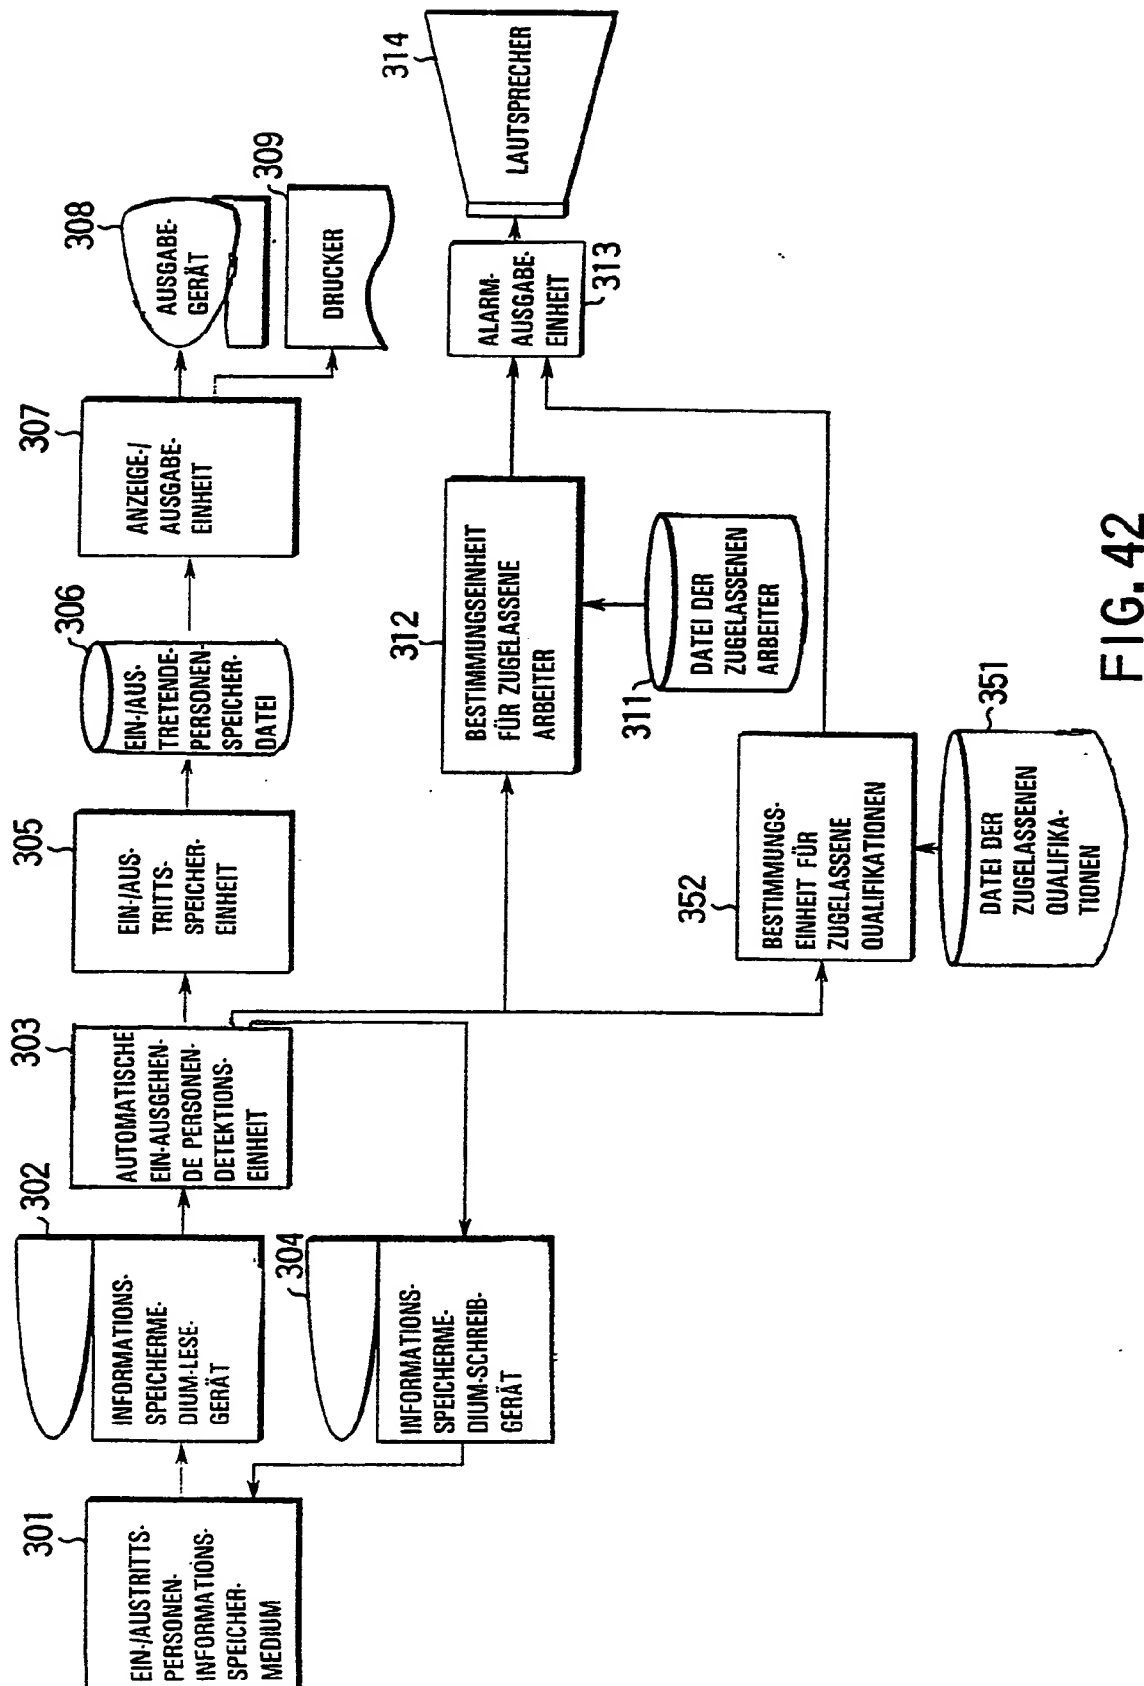 301
EIN-/AUSTRITTS-
PERSONEN-
INFORMATIONS-
SPEICHER-
MEDIUM
302
INFORMATIONS-
SPEICHERME-
DIUM-LESE-
GERÄT
303
AUTOMATISCHE
EIN-AUSGEHEN-
DE PERSONEN-
DETEKTIONS-
EINHEIT
304
INFORMATIONS-
SPEICHERME-
DIUM-SCHREIB-
GERÄT
305
EIN-/AUS-
TRITTS-
SPEICHER-
EINHEIT
306
EIN-/AUS-
TRETENDE-
PERSONEN-
SPEICHER-
DATEI
307
ANZEIGE-/
AUSGABE-
EINHEIT
308
AUSGABE-
GERÄT
309
DRUCKER
312
BESTIMMUNGSEINHEIT
FÜR ZUGELASSENE
ARBEITER
311
DATEI DER
ZUGELASSENEN
ARBEITER
313
ALARM-
AUSGABE-
EINHEIT
314
LAUTSPRECHER
352
BESTIMMUNGS-
EINHEIT FÜR
ZUGELASSENE
QUALIFIKATIONEN
351
DATEI DER
ZUGELASSENEN
QUALIFIKA-
TIONEN
FIG. 42